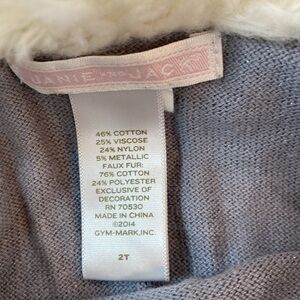 JANIE AND JACK
46% COTTON
25% VISCOSE
24% NYLON
5% METALLIC
FAUX FUR:
76% COTTON
24% POLYESTER
EXCLUSIVE OF
DECORATION
RN 70530
MADE IN CHINA
©2014
GYM-MARK,INC.
2T